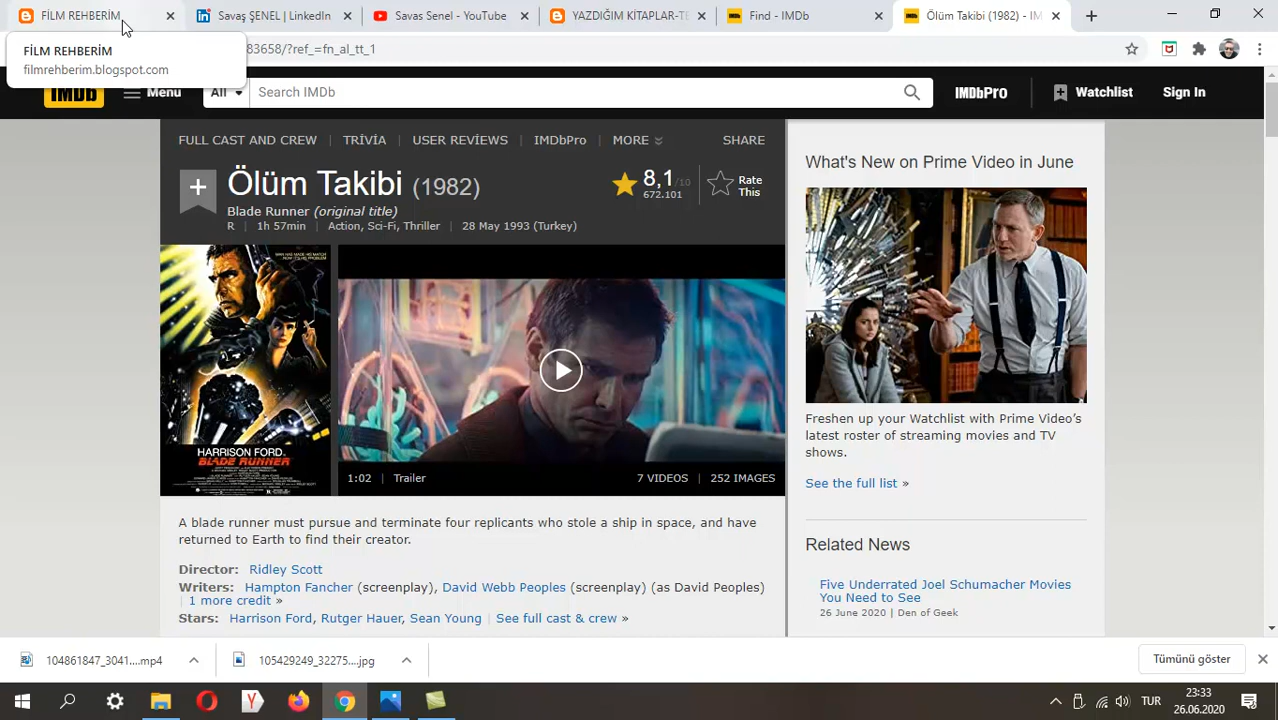 FİLM REHBERİM
Savaş ŞENEL | LinkedIn
Savas Senel - YouTube
YAZDIĞIM KİTAPLAR-TE
Find - IMDb
Ölüm Takibi (1982) - IM
FİLM REHBERİM
filmrehberim.blogspot.com
83658/?ref_=fn_al_tt_1
IMDb
Menu
All
Search IMDb
IMDbPro
Watchlist
Sign In
FULL CAST AND CREW
TRİVİA
USER REVİEWS
IMDbPro
MORE
SHARE
Ölüm Takibi (1982)
8,1/10
672.101
Rate This
Blade Runner (original title)
R | 1h 57min | Action, Sci-Fi, Thriller | 28 May 1993 (Turkey)
HARRISON FORD
BLADE RUNNER
1:02 | Trailer
7 VIDEOS | 252 IMAGES
A blade runner must pursue and terminate four replicants who stole a ship in space, and have
returned to Earth to find their creator.
Director: Ridley Scott
Writers: Hampton Fancher (screenplay), David Webb Peoples (screenplay) (as David Peoples)
| 1 more credit »
Stars: Harrison Ford, Rutger Hauer, Sean Young | See full cast & crew »
What's New on Prime Video in June
Freshen up your Watchlist with Prime Video's
latest roster of streaming movies and TV
shows.
See the full list »
Related News
Five Underrated Joel Schumacher Movies
You Need to See
26 June 2020 | Den of Geek
104861847_3041....mp4
105429249_32275....jpg
Tümünü göster
TUR
23:33
26.06.2020